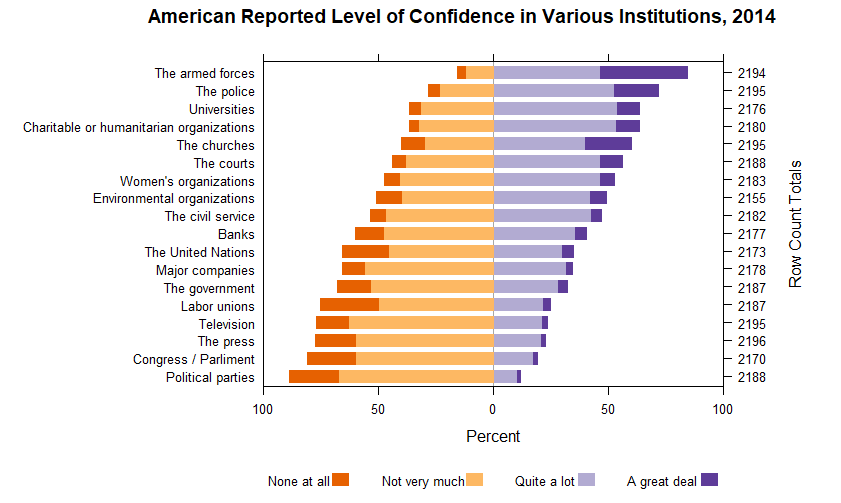 American Reported Level of Confidence in Various Institutions, 2014
The armed forces 2194
The police 2195
Universities 2176
Charitable or humanitarian organizations 2180
The churches 2195
The courts 2188
Women's organizations 2183
Environmental organizations 2155
The civil service 2182
Banks 2177
The United Nations 2173
Major companies 2178
The government 2187
Labor unions 2187
Television 2195
The press 2196
Congress / Parliment 2170
Political parties 2188
Row Count Totals
100 50 0 50 100
Percent
None at all Not very much Quite a lot A great deal